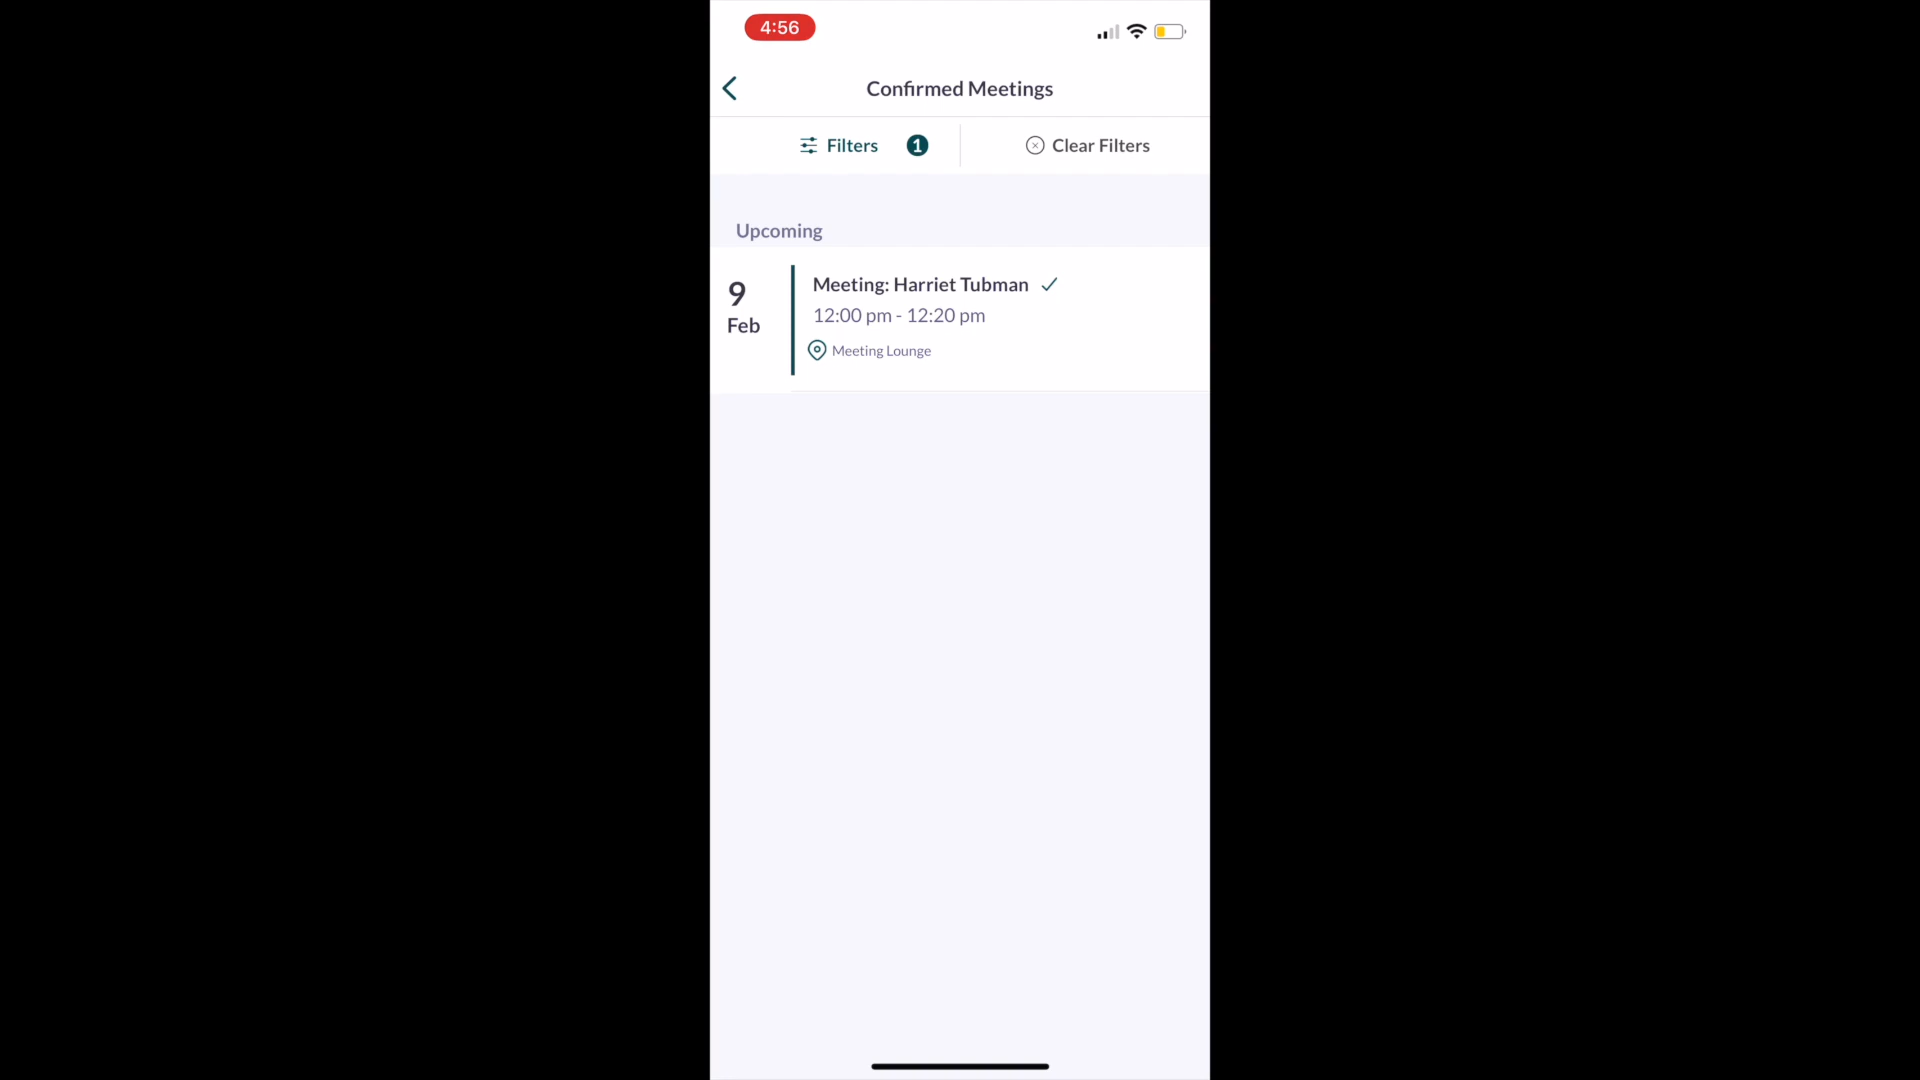 4:56
Confirmed Meetings
Filters 1
Clear Filters
Upcoming
9
Feb
Meeting: Harriet Tubman
12:00 pm - 12:20 pm
Meeting Lounge